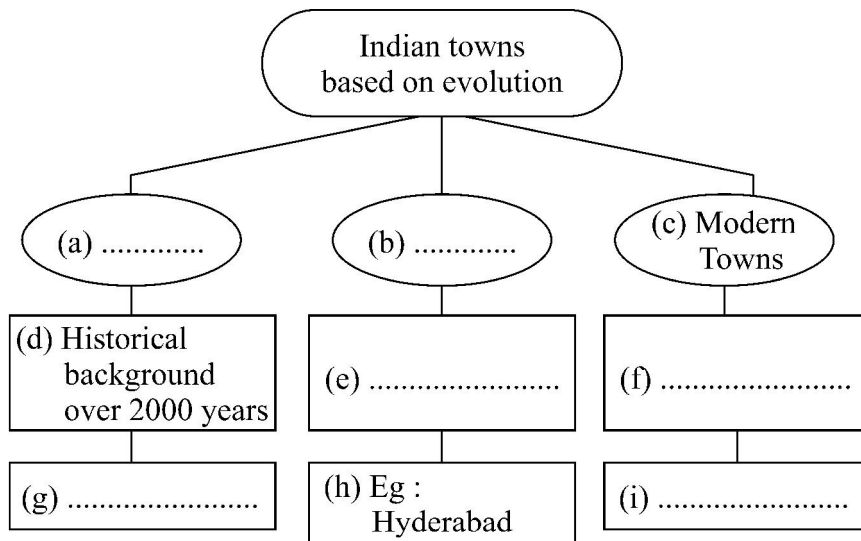 Indian towns
based on evolution
(a) .............
(b) .............
(c) Modern
Towns
(d) Historical
background
over 2000 years
(e) ........................
(f) ........................
(g) ........................
(h) Eg :
Hyderabad
(i) ........................